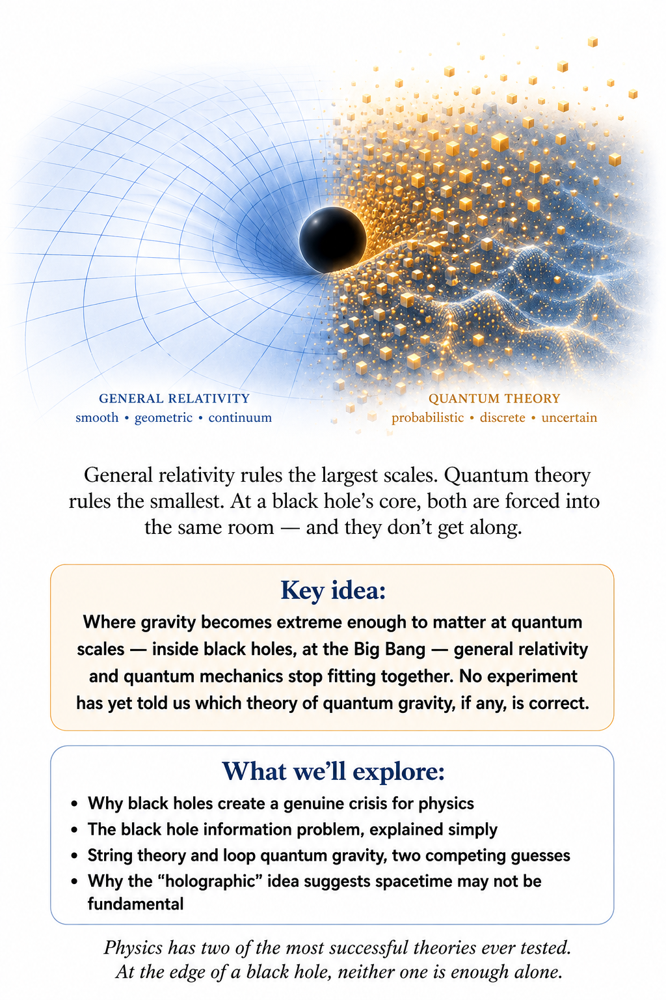 GENERAL RELATIVITY
smooth • geometric • continuum
QUANTUM THEORY
probabilistic • discrete • uncertain
General relativity rules the largest scales. Quantum theory
rules the smallest. At a black hole’s core, both are forced into
the same room — and they don’t get along.
Key idea:
Where gravity becomes extreme enough to matter at quantum
scales — inside black holes, at the Big Bang — general relativity
and quantum mechanics stop fitting together. No experiment
has yet told us which theory of quantum gravity, if any, is correct.
What we’ll explore:
• Why black holes create a genuine crisis for physics
• The black hole information problem, explained simply
• String theory and loop quantum gravity, two competing guesses
• Why the “holographic” idea suggests spacetime may not be
fundamental
Physics has two of the most successful theories ever tested.
At the edge of a black hole, neither one is enough alone.